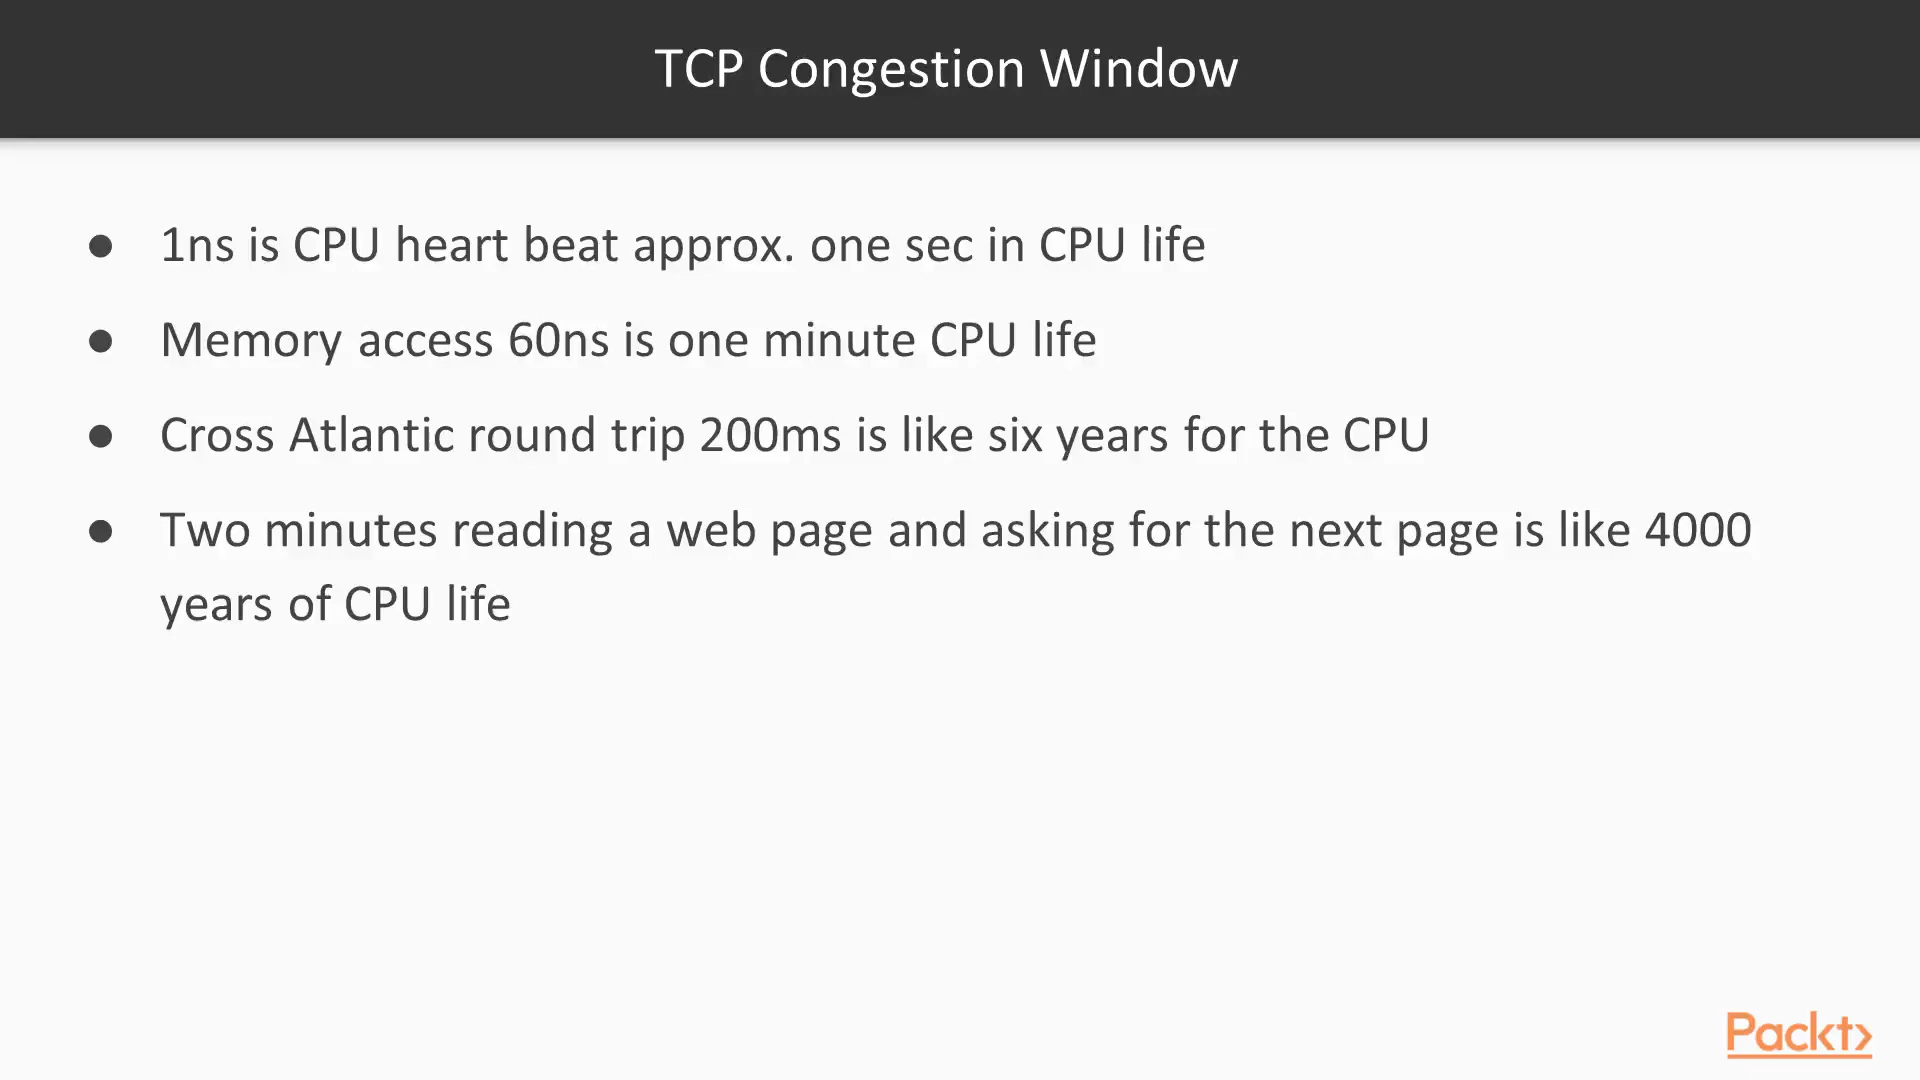 TCP Congestion Window
● 1ns is CPU heart beat approx. one sec in CPU life
● Memory access 60ns is one minute CPU life
● Cross Atlantic round trip 200ms is like six years for the CPU
● Two minutes reading a web page and asking for the next page is like 4000
years of CPU life
Packt>